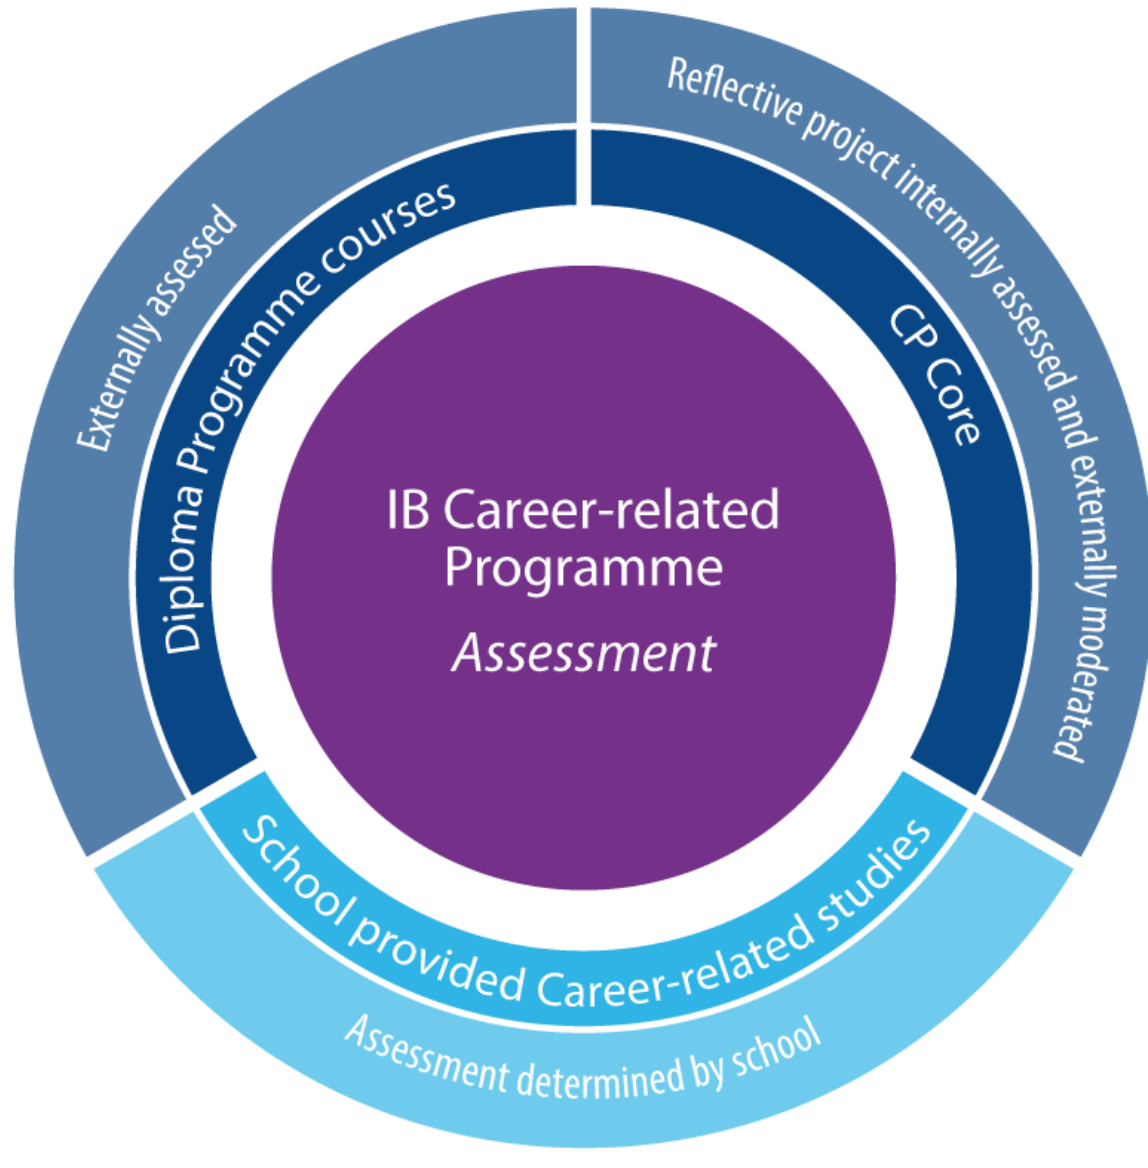 IB Career-related
Programme
Assessment
Diploma Programme courses
Externally assessed
CP Core
Reflective project internally assessed and externally moderated
School provided Career-related studies
Assessment determined by school